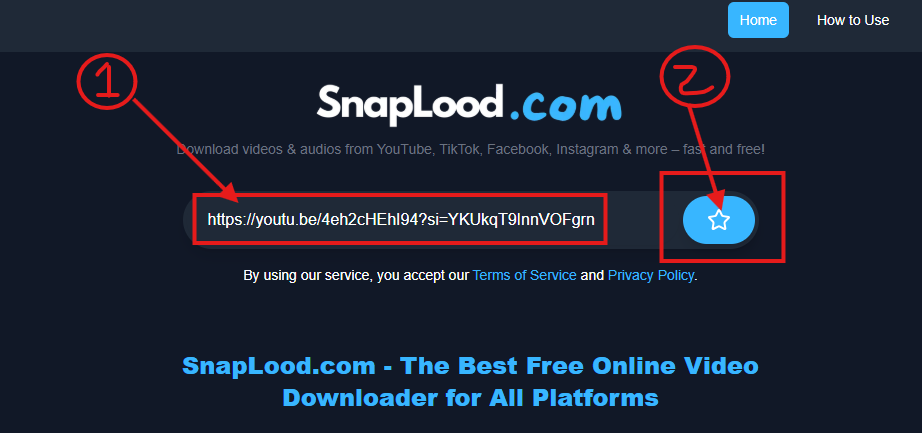 Home How to Use
1 2
SnapLood.com
Download videos & audios from YouTube, TikTok, Facebook, Instagram & more – fast and free!
https://youtu.be/4eh2cHEhI94?si=YKUkqT9lnnVOFgrn
By using our service, you accept our Terms of Service and Privacy Policy.
SnapLood.com - The Best Free Online Video
Downloader for All Platforms